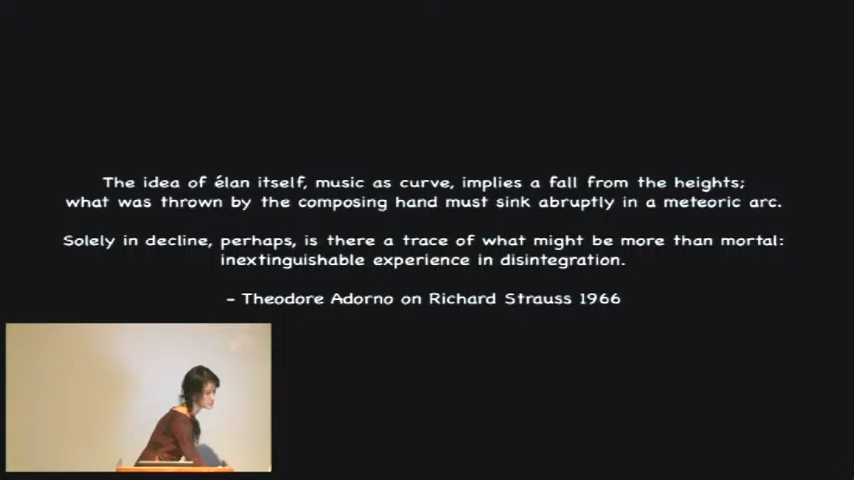 The idea of élan itself, music as curve, implies a fall from the heights;
what was thrown by the composing hand must sink abruptly in a meteoric arc.
Solely in decline, perhaps, is there a trace of what might be more than mortal:
inextinguishable experience in disintegration.
- Theodore Adorno on Richard Strauss 1966